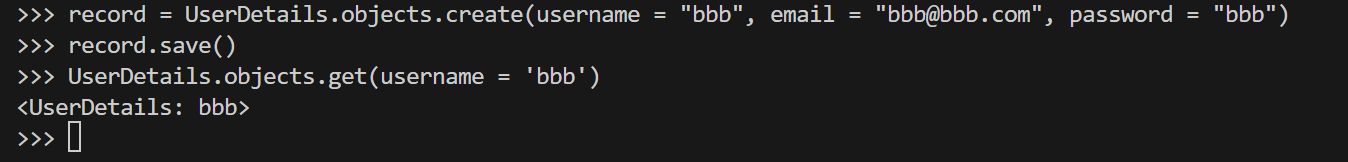 >>> record = UserDetails.objects.create(username = "bbb", email = "bbb@bbb.com", password = "bbb")
>>> record.save()
>>> UserDetails.objects.get(username = 'bbb')
<UserDetails: bbb>
>>>